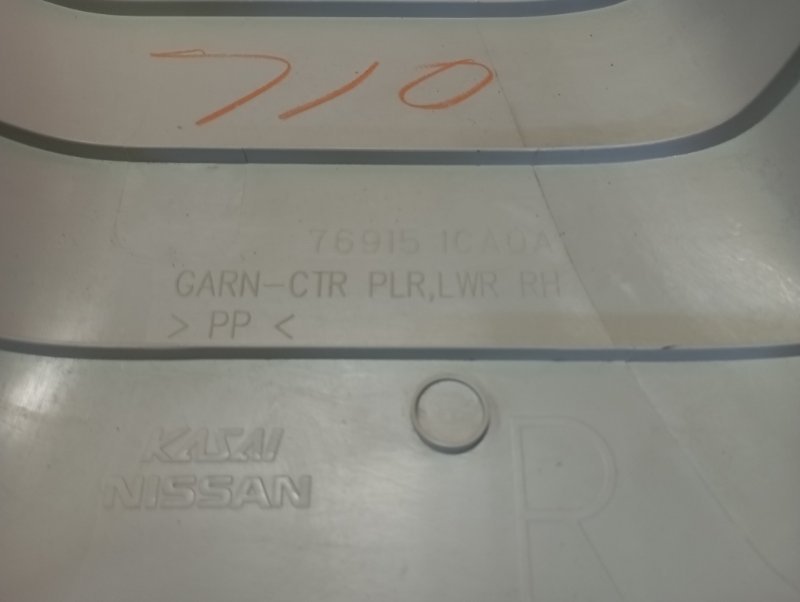 710
76915 1CA0A
GARN-CTR PLR,LWR RH
> PP <
KASAI
NISSAN
R